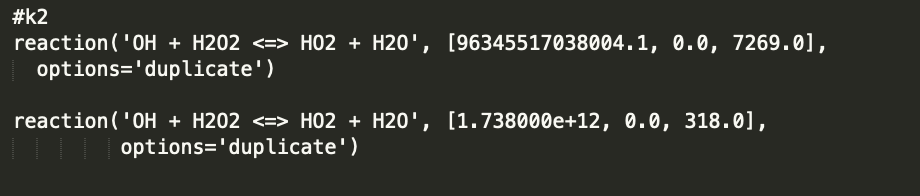 #k2
reaction('OH + H2O2 <=> HO2 + H2O', [96345517038004.1, 0.0, 7269.0],
options='duplicate')
reaction('OH + H2O2 <=> HO2 + H2O', [1.738000e+12, 0.0, 318.0],
options='duplicate')